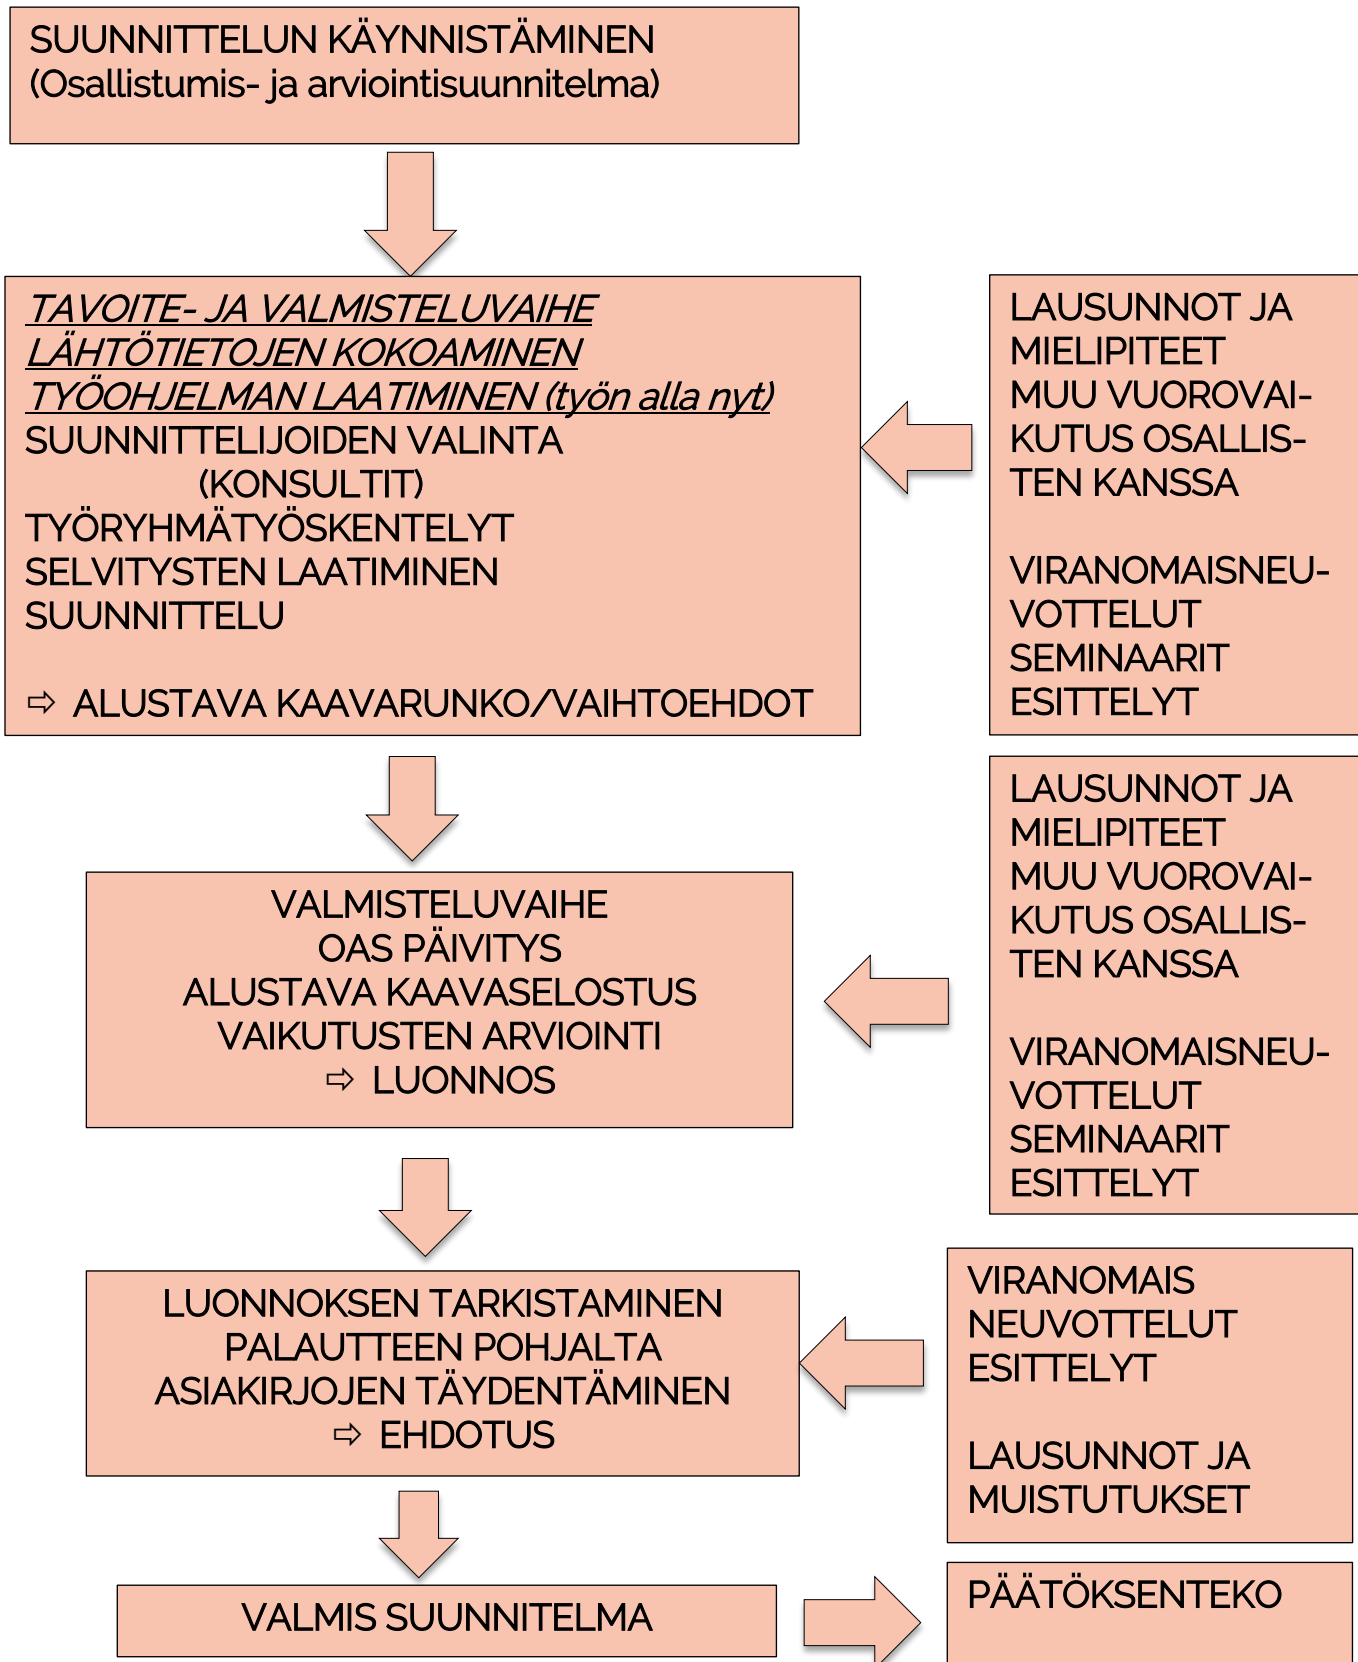 SUUNNITTELUN KÄYNNISTÄMINEN
(Osallistumis- ja arviointisuunnitelma)
TAVOITE- JA VALMISTELUVAIHE
LÄHTÖTIETOJEN KOKOAMINEN
TYÖOHJELMAN LAATIMINEN (työn alla nyt)
SUUNNITTELIJOIDEN VALINTA
(KONSULTIT)
TYÖRYHMÄTYÖSKENTELYT
SELVITYSTEN LAATIMINEN
SUUNNITTELU
⇨ ALUSTAVA KAAVARUNKO/VAIHTOEHDOT
LAUSUNNOT JA
MIELIPITEET
MUU VUOROVAI-
KUTUS OSALLIS-
TEN KANSSA
VIRANOMAISNEU-
VOTTELUT
SEMINAARIT
ESITTELYT
VALMISTELUVAIHE
OAS PÄIVITYS
ALUSTAVA KAAVASELOSTUS
VAIKUTUSTEN ARVIOINTI
⇨ LUONNOS
LAUSUNNOT JA
MIELIPITEET
MUU VUOROVAI-
KUTUS OSALLIS-
TEN KANSSA
VIRANOMAISNEU-
VOTTELUT
SEMINAARIT
ESITTELYT
LUONNOKSEN TARKISTAMINEN
PALAUTTEEN POHJALTA
ASIAKIRJOJEN TÄYDENTÄMINEN
⇨ EHDOTUS
VIRANOMAIS
NEUVOTTELUT
ESITTELYT
LAUSUNNOT JA
MUISTUTUKSET
VALMIS SUUNNITELMA
PÄÄTÖKSENTEKO